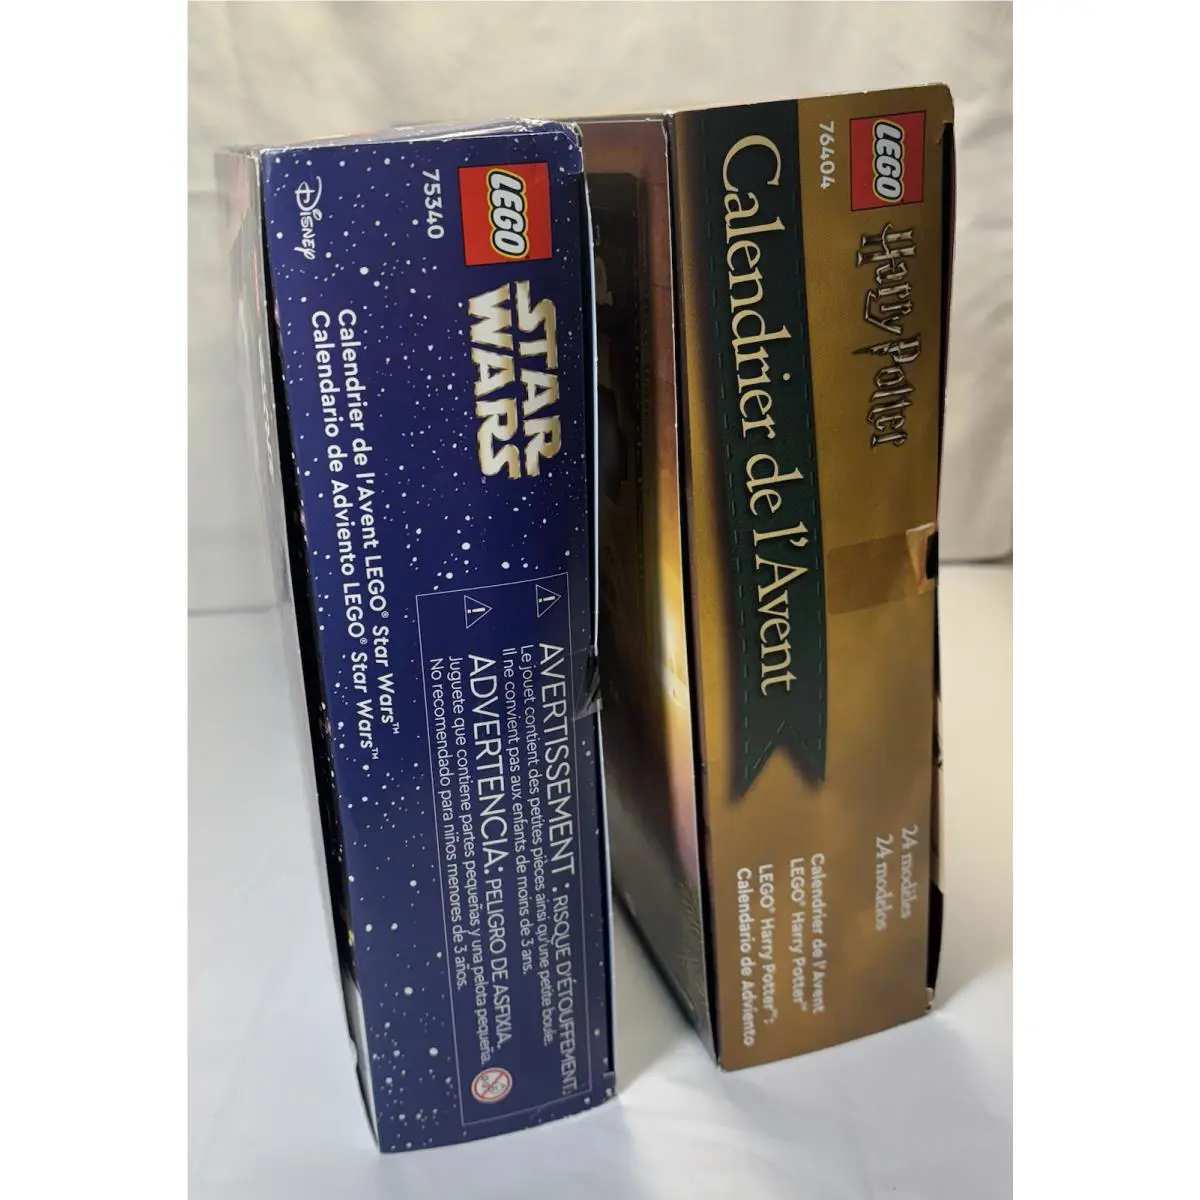 LEGO
75340
STAR
WARS™
Disney
Calendrier de l'Avent LEGO® Star Wars™
Calendario de Adviento LEGO® Star Wars™
AVERTISSEMENT : RISQUE D'ÉTOUFFEMENT.
Le jouet contient des petites pièces ainsi qu'une petite boule.
Il ne convient pas aux enfants de moins de 3 ans.
ADVERTENCIA: PELIGRO DE ASFIXIA.
Juguete que contiene partes pequeñas y una pelota pequeña.
No recomendado para niños menores de 3 años.
LEGO
76404
Harry Potter
Calendrier de l'Avent
24 modèles
24 modelos
Calendrier de l'Avent
LEGO® Harry Potter™
LEGO® Harry Potter™:
Calendario de Adviento